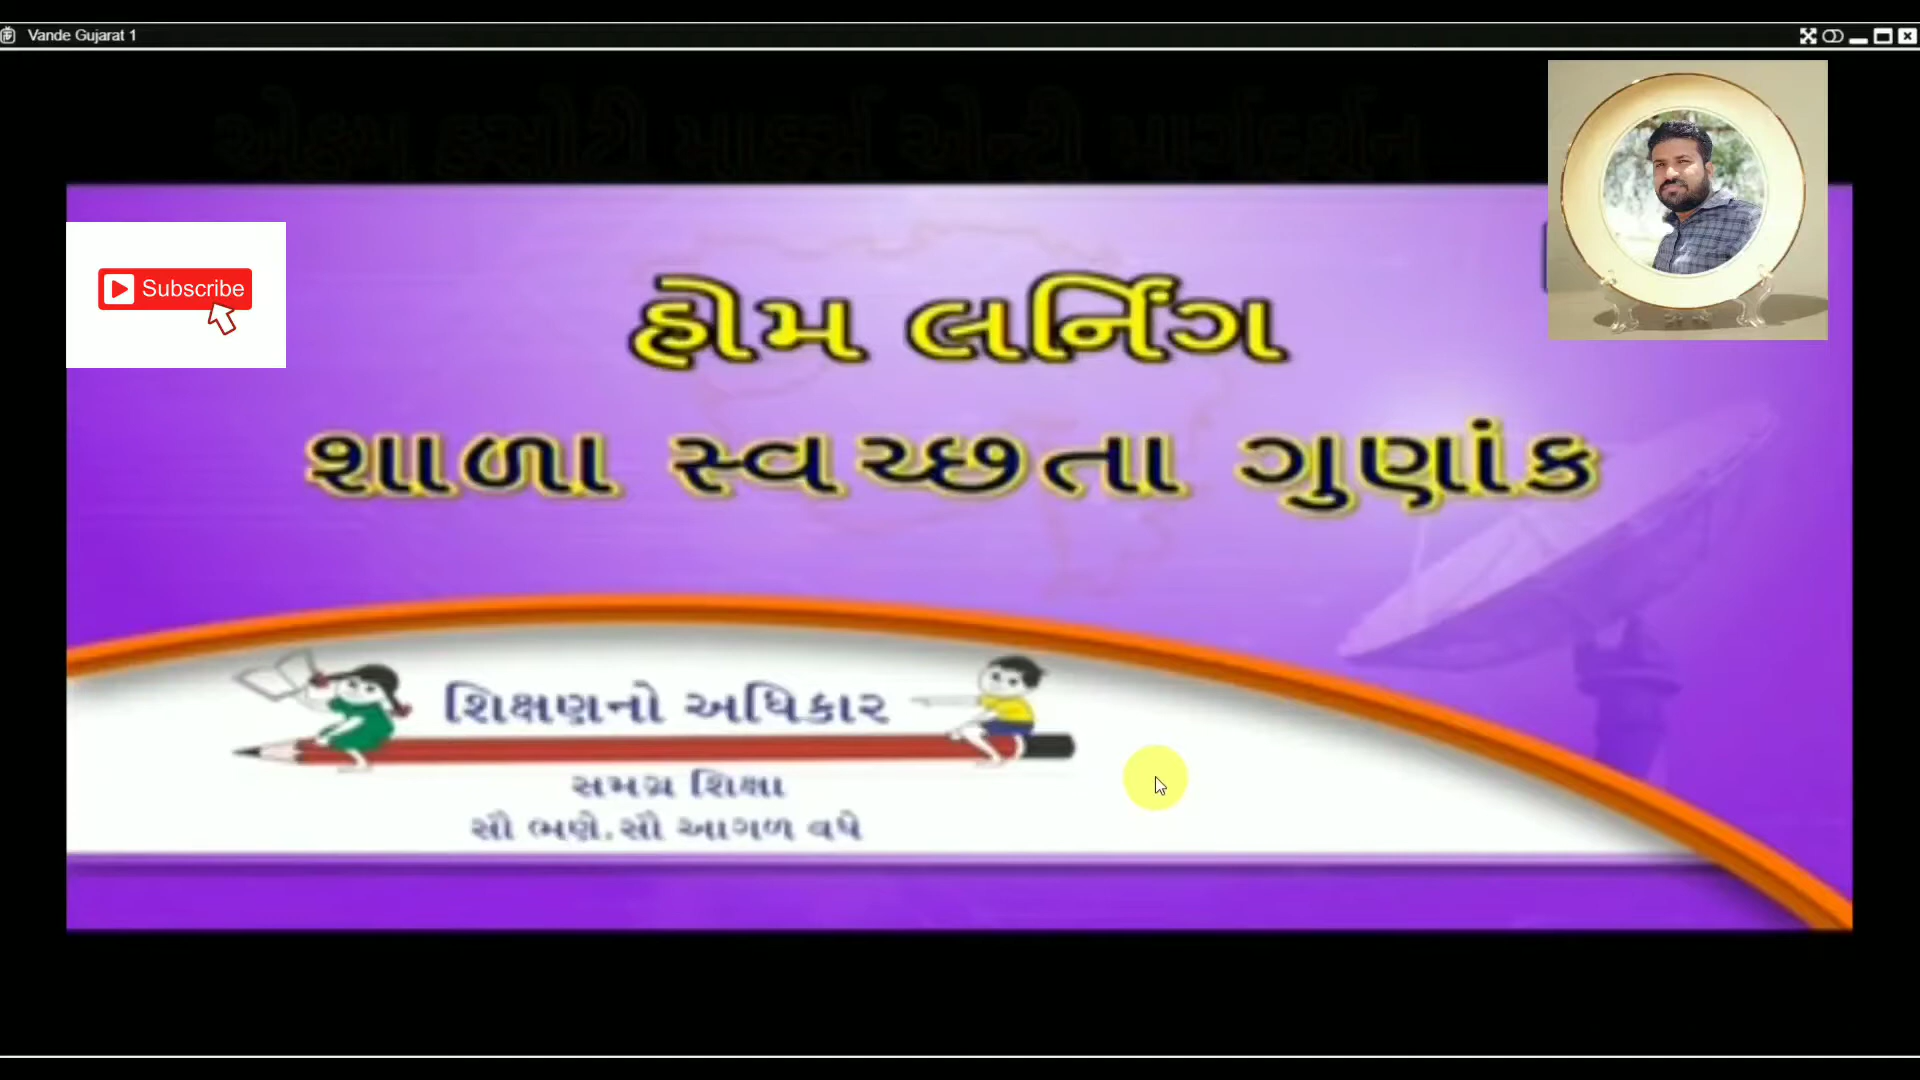 Vande Gujarat 1
Subscribe
હોમ લર્નિંગ
શાળા સ્વચ્છતા ગુણાંક
શિક્ષણનો અધિકાર
સમગ્ર શિક્ષા
સૌ ભણે.સૌ આગળ વધે